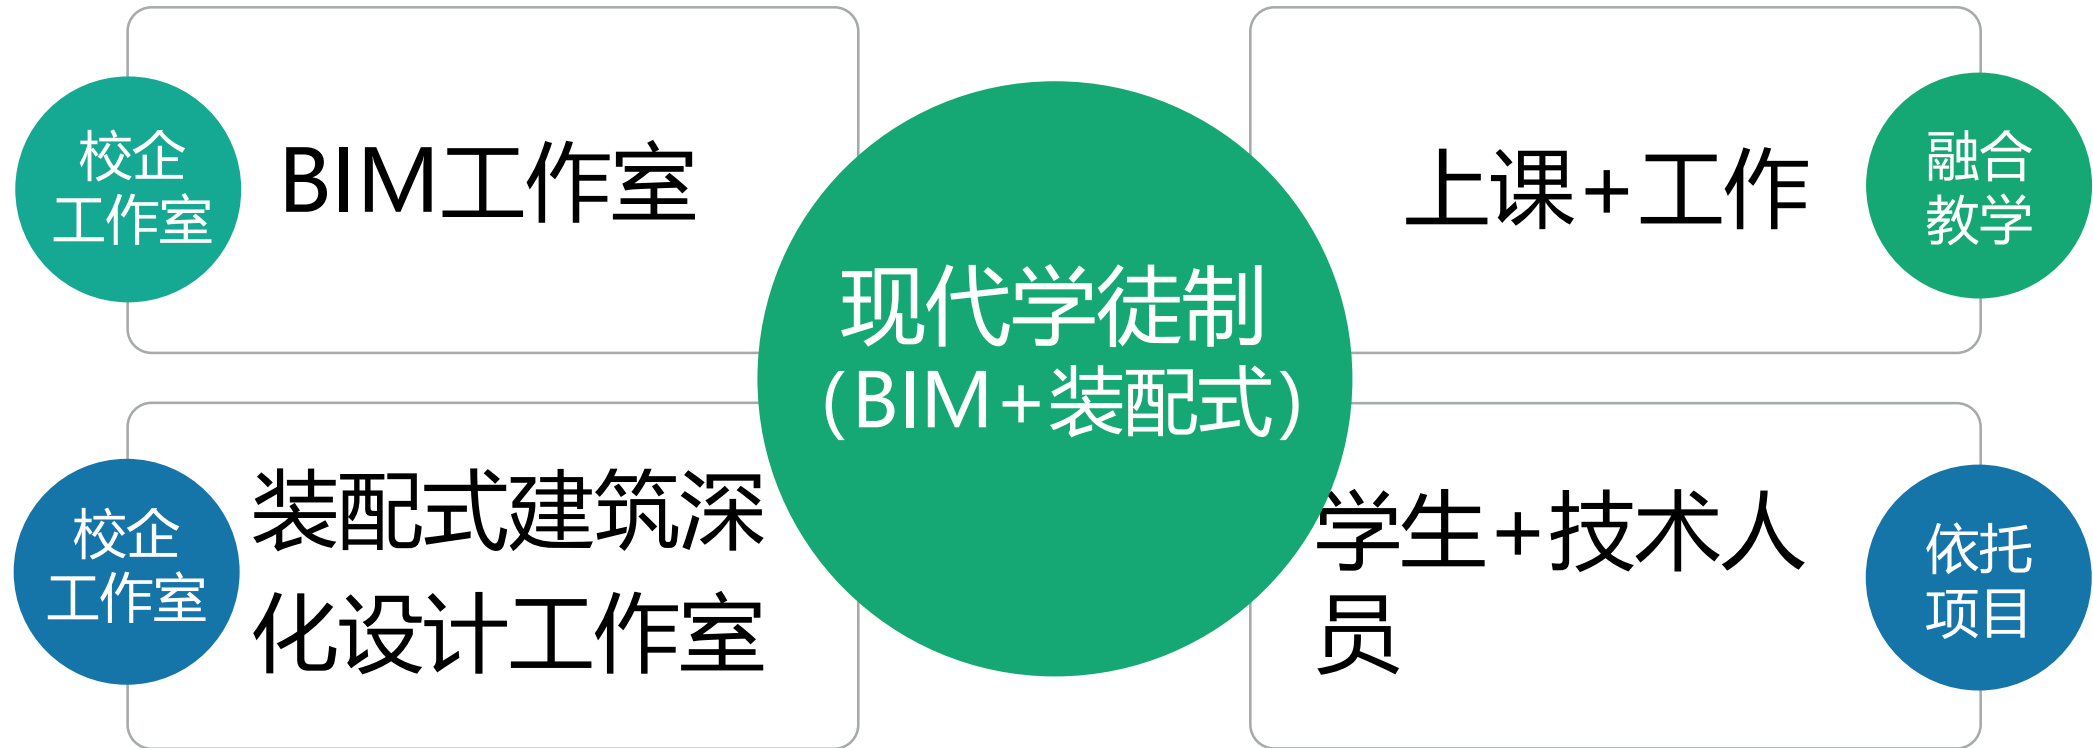 校企
工作室
BIM工作室
上课+工作
融合
教学
现代学徒制
（BIM+装配式）
校企
工作室
装配式建筑深
化设计工作室
学生+技术人
员
依托
项目